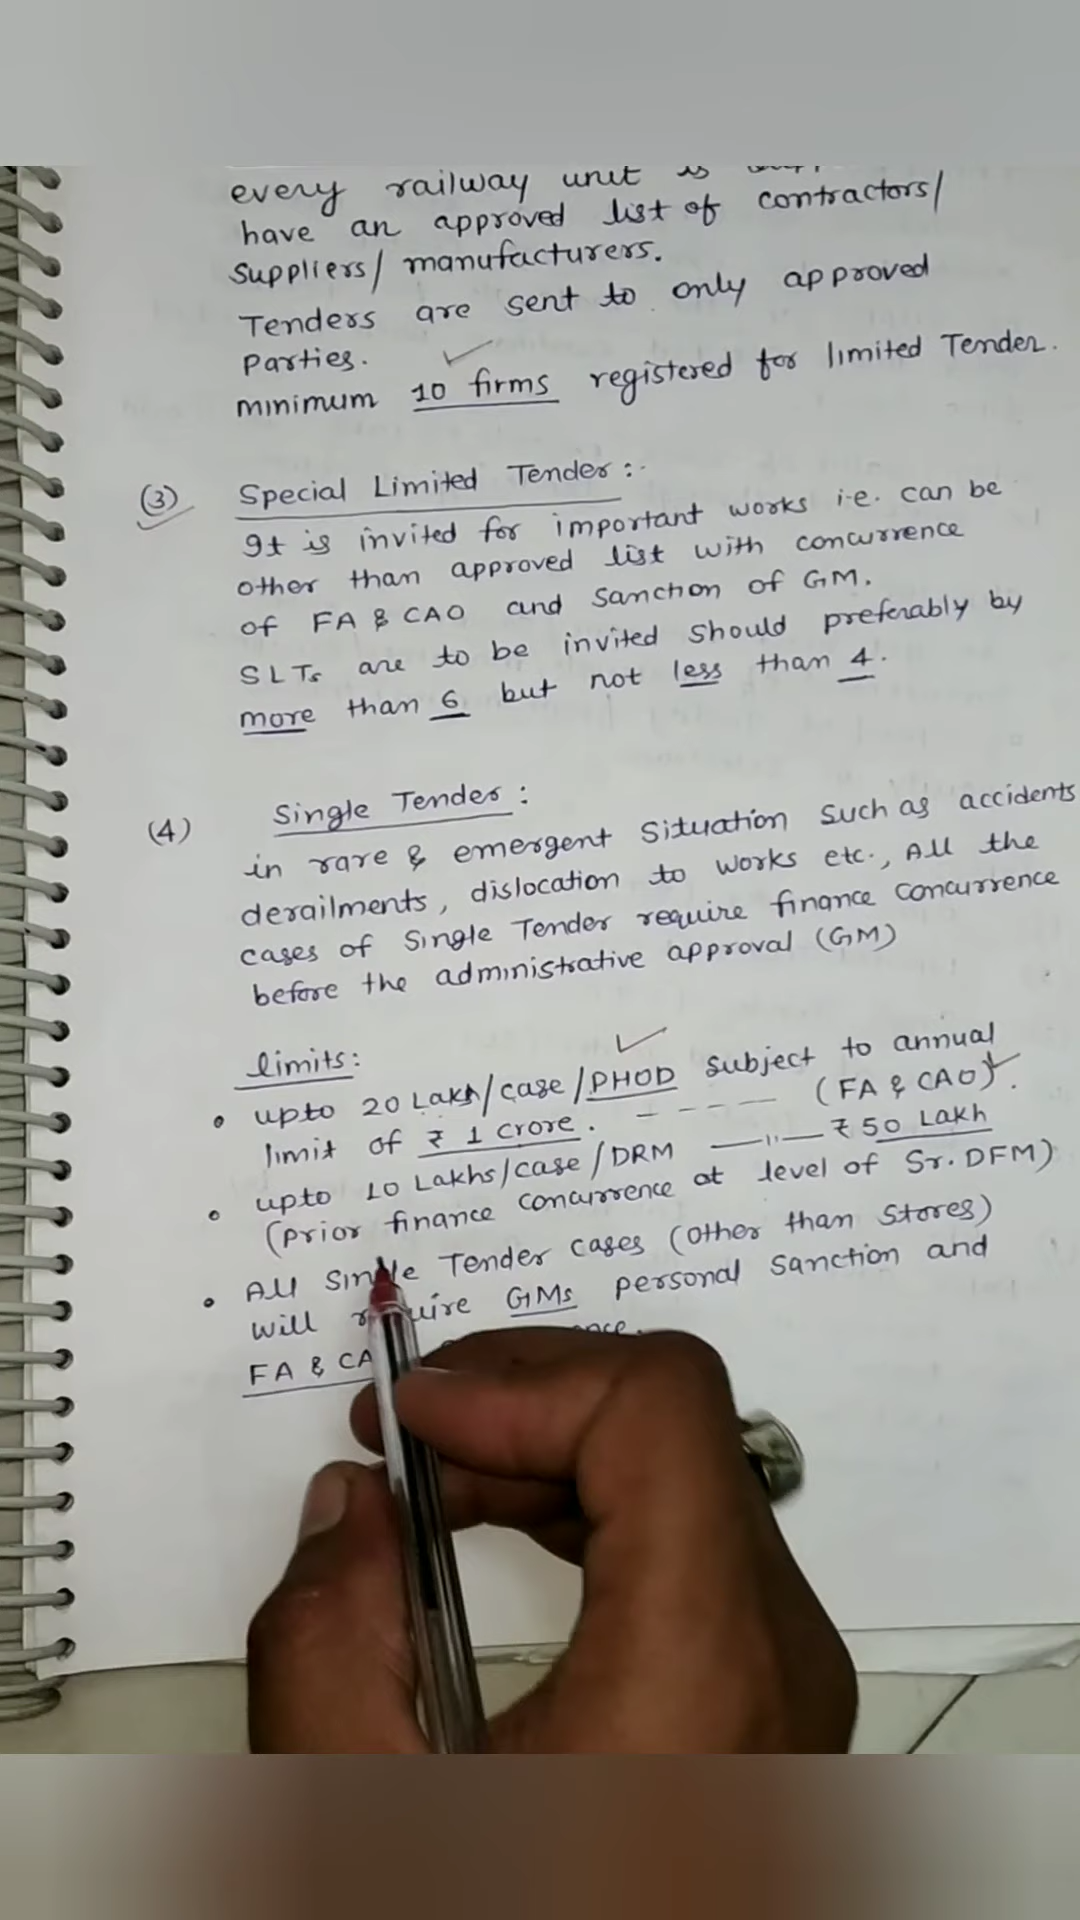 every railway unit is
have an approved list of contractors/
suppliers/ manufacturers.
Tenders are sent to only approved
Parties.
minimum 10 firms registered for limited Tender.
(3) Special Limited Tender :-
It is invited for important works i.e. can be
other than approved list with concurrence
of FA & CAO and Sanction of GM.
SLTs are to be invited should preferably by
more than 6 but not less than 4.
(4) Single Tender :
in rare & emergent situation such as accidents
derailments, dislocation to works etc., All the
cases of Single Tender require finance concurrence
before the administrative approval (GM)
limits:
• upto 20 Lakh/case/PHOD subject to annual
limit of ₹ 1 crore. - - - - - (FA & CAO).
• upto 10 Lakhs/case/DRM —"— ₹ 50 Lakh
(prior finance concurrence at level of Sr. DFM)
• All Single Tender cases (other than Stores)
will require GMs personal Sanction and
FA & CA